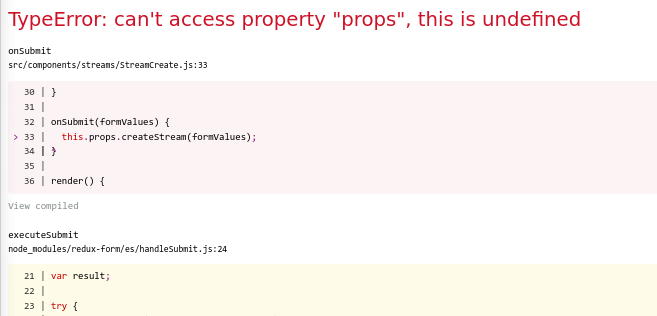 TypeError: can't access property "props", this is undefined
onSubmit
src/components/streams/StreamCreate.js:33
30 | }
31 |
32 | onSubmit(formValues) {
> 33 |   this.props.createStream(formValues);
34 | }
35 |
36 | render() {
View compiled
executeSubmit
node_modules/redux-form/es/handleSubmit.js:24
21 | var result;
22 |
23 | try {